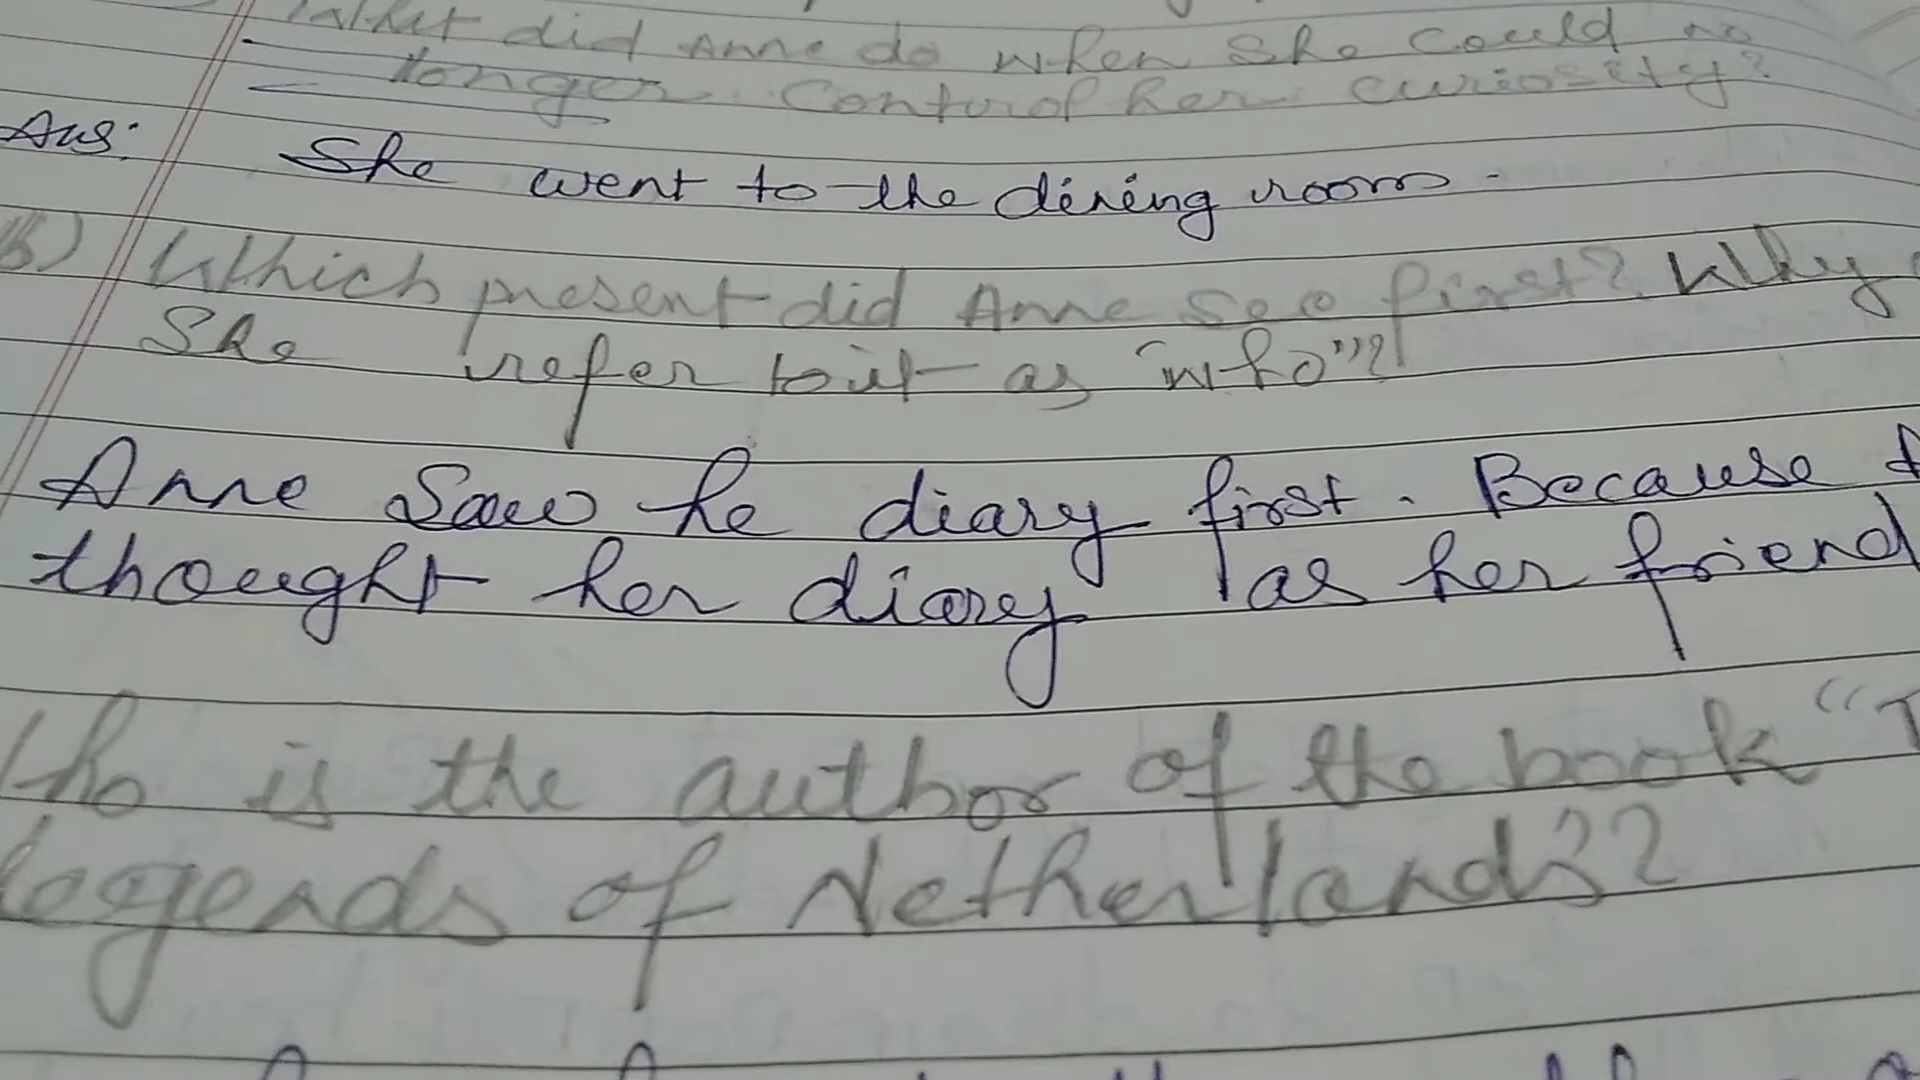 What did Anne do when she could no
longer control her curiosity?
Ans: She went to the dining room.
b) Which present did Anne see first? Why
She refer to it as "who"?
Anne Saw he diary first. Because
thought her diary as her friend
ho is the author of the book "T
legends of Netherlands??